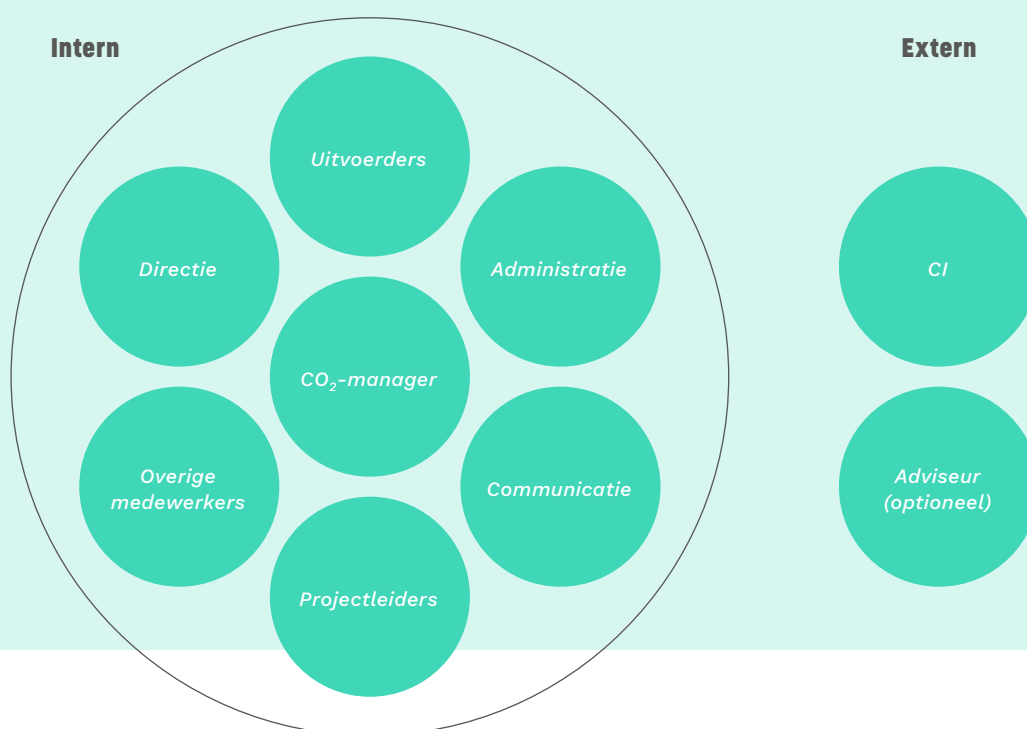 Intern
Extern
Uitvoerders
Directie
Administratie
CI
CO₂-manager
Overige
medewerkers
Communicatie
Adviseur
(optioneel)
Projectleiders